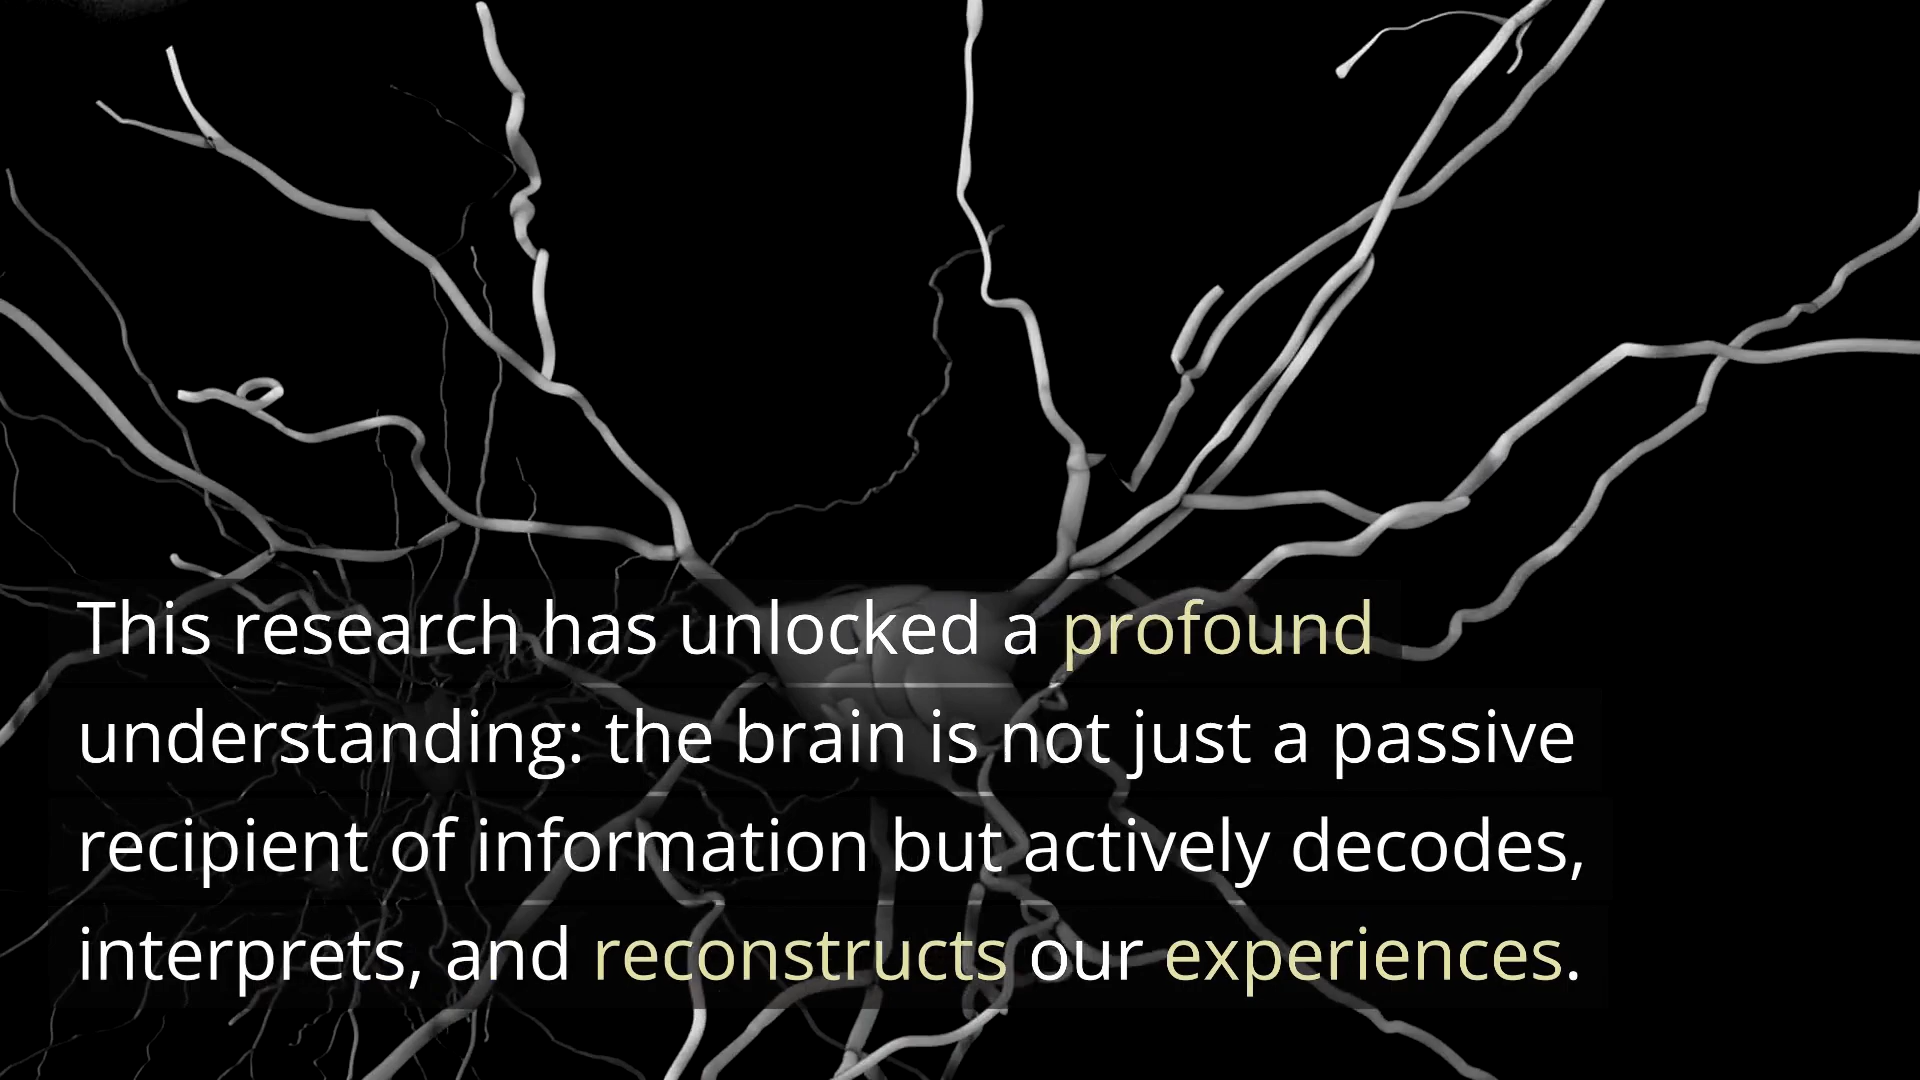 This research has unlocked a profound
understanding: the brain is not just a passive
recipient of information but actively decodes,
interprets, and reconstructs our experiences.